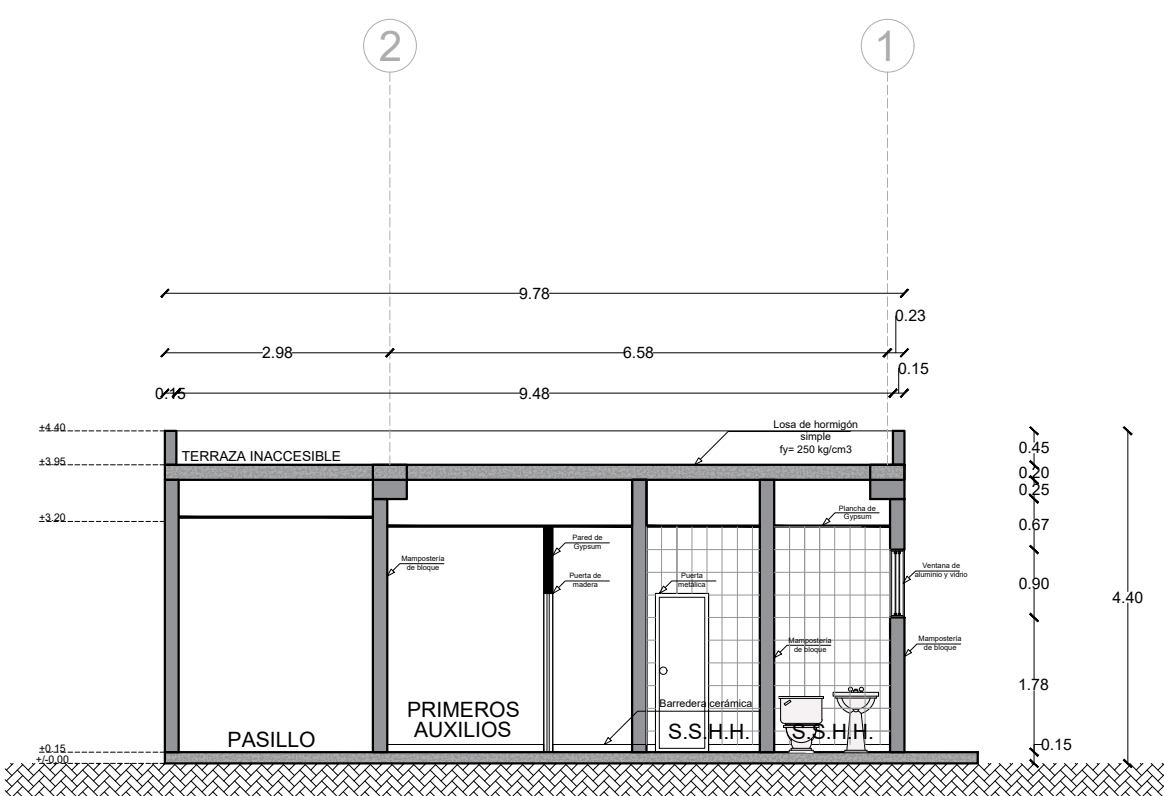 2
1
9.78
0.23
2.98
6.58
0.15
0.15
9.48
±4.40
Losa de hormigón
simple
fy= 250 kg/cm3
0.45
TERRAZA INACCESIBLE
±3.95
0.20
0.25
±3.20
Plancha de
Gypsum
0.67
Pared de
Gypsum
Mampostería
de bloque
Ventana de
aluminio y vidrio
Puerta de
madera
Puerta
metálica
0.90
4.40
Mampostería
de bloque
Mampostería
de bloque
1.78
Barredera cerámica
PRIMEROS
AUXILIOS
PASILLO
S.S.H.H.
S.S.H.H.
±0.15
0.15
+/-0.00